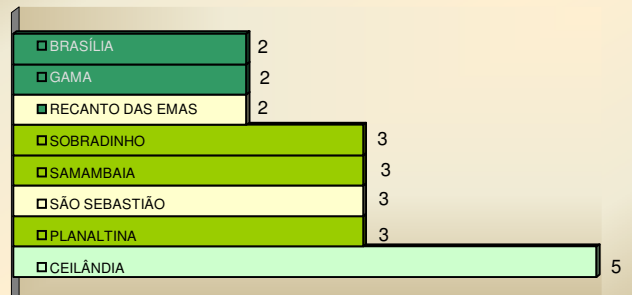 BRASÍLIA 2
GAMA 2
RECANTO DAS EMAS 2
SOBRADINHO 3
SAMAMBAIA 3
SÃO SEBASTIÃO 3
PLANALTINA 3
CEILÂNDIA 5